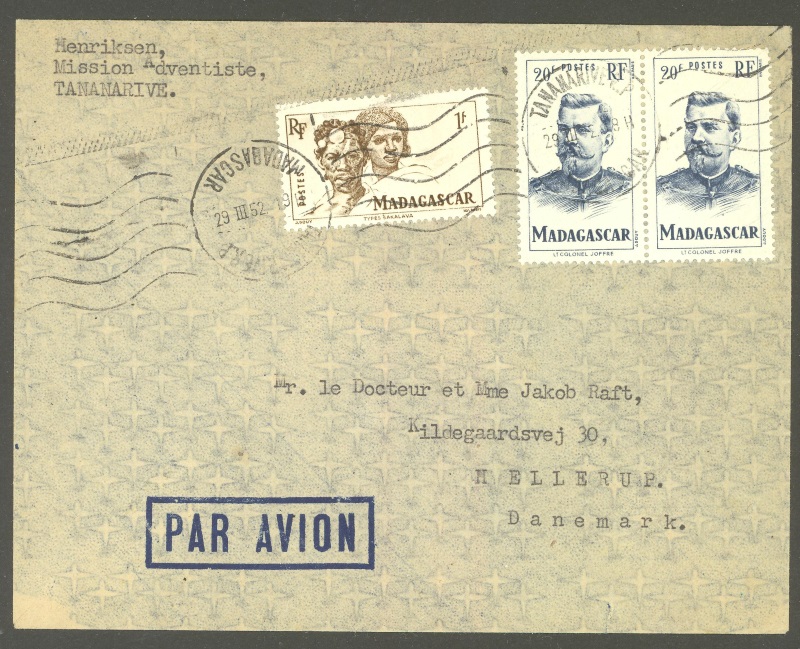 Henriksen,
Mission Adventiste,
TANANARIVE.
RF
1f
POSTES
MADAGASCAR
TYPES SAKALAVA
20F POSTES RF
MADAGASCAR
LT COLONEL JOFFRE
20F POSTES RF
MADAGASCAR
LT COLONEL JOFFRE
MADAGASCAR
29 III 52
TANANARIVE R.P
29
Mr. le Docteur et Mme Jakob Raft,
Kildegaardsvej 30,
HELLERUP.
Danemark.
PAR AVION